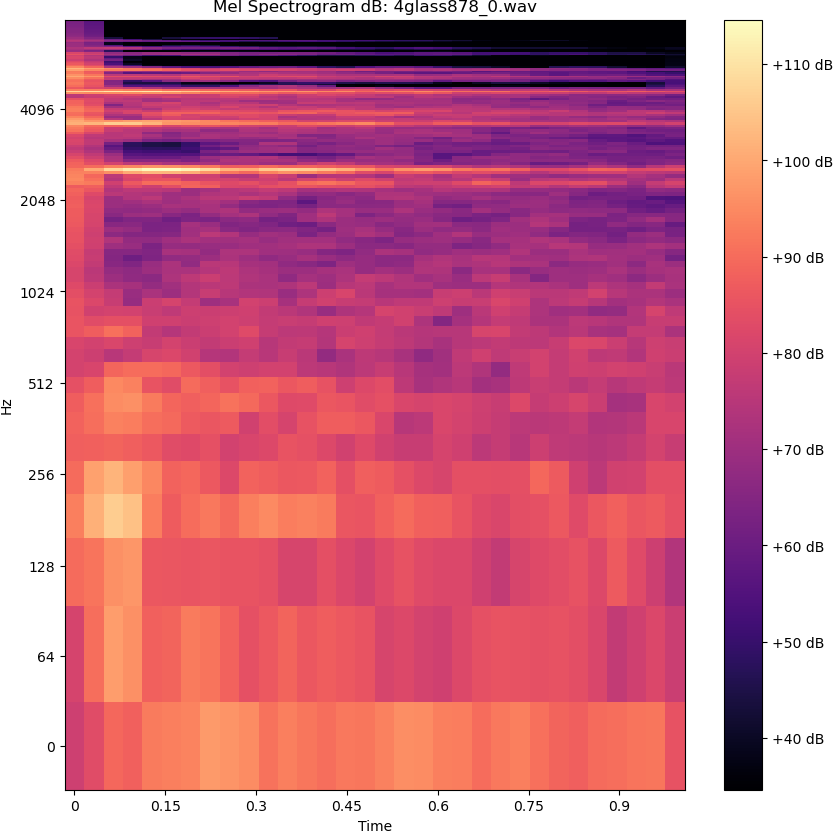 Mel Spectrogram dB: 4glass878_0.wav
4096
2048
1024
512
256
128
64
0
Hz
0
0.15
0.3
0.45
0.6
0.75
0.9
Time
+110 dB
+100 dB
+90 dB
+80 dB
+70 dB
+60 dB
+50 dB
+40 dB